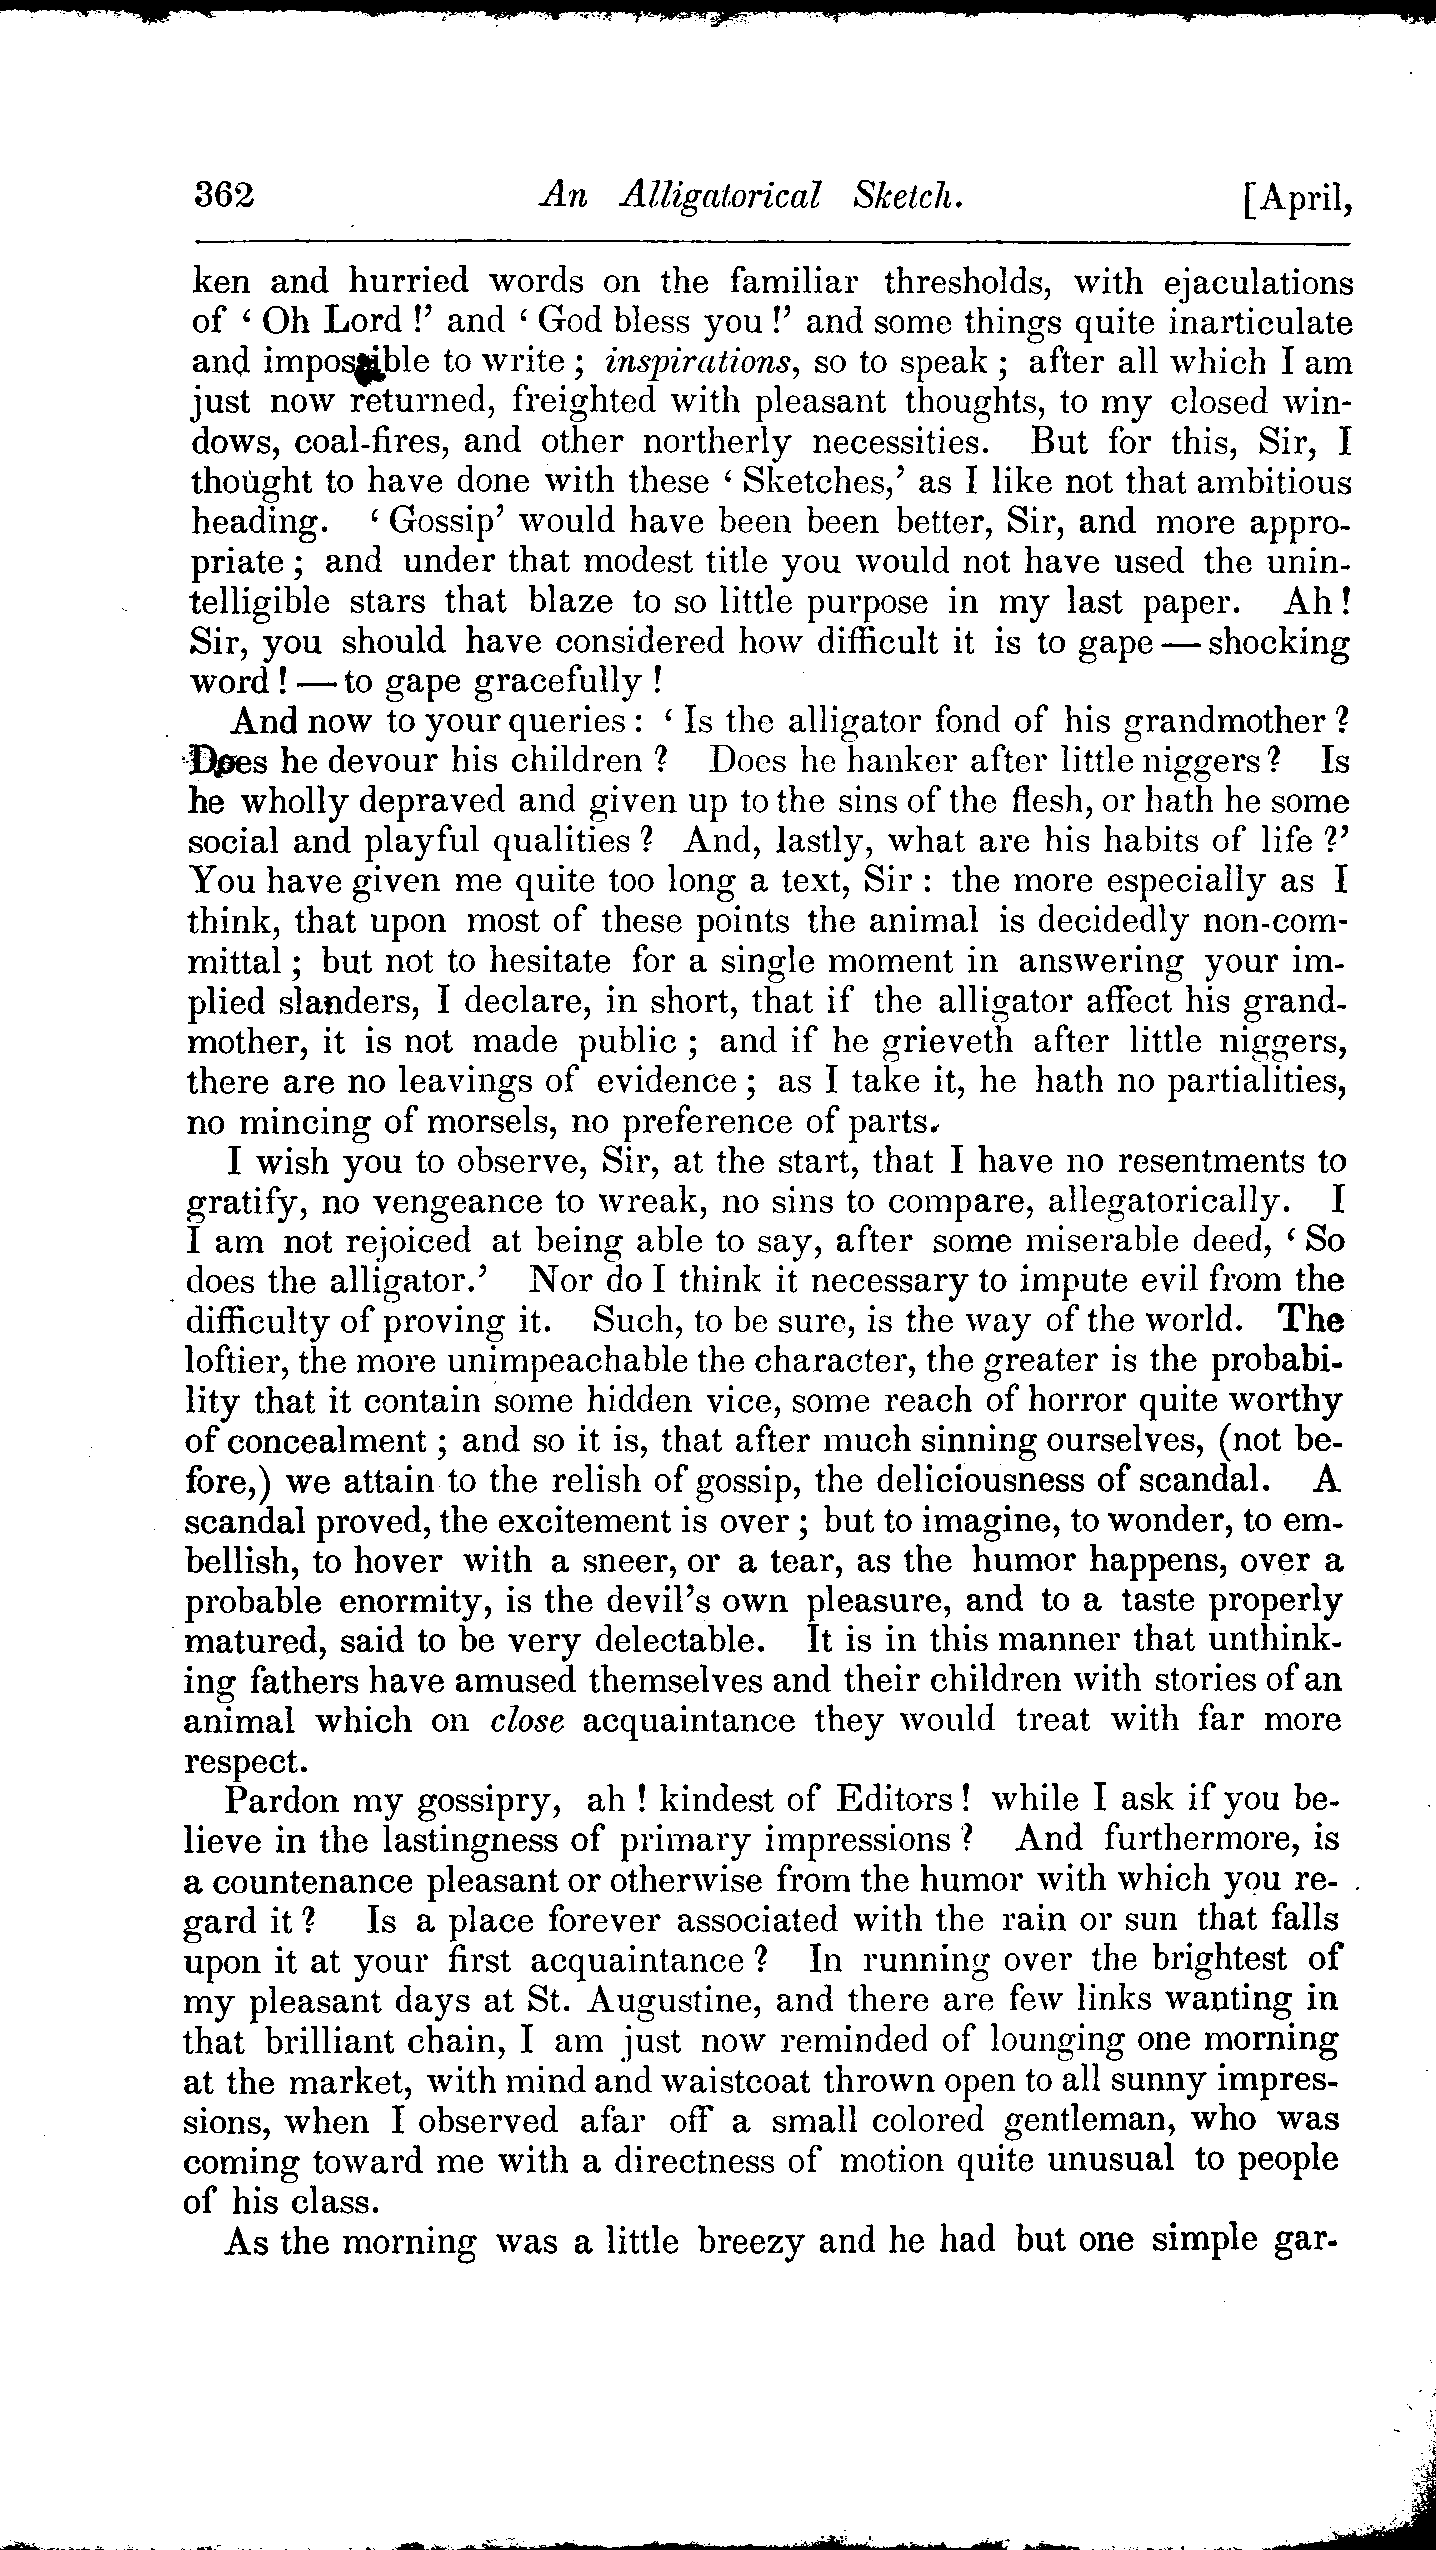 362 An Alligatorical Sketch. [April,
ken and hurried words on the familiar thresholds, with ejaculations
of ‘ Oh Lord !’ and ‘ God bless you !’ and some things quite inarticulate
and impossible to write ; inspirations, so to speak ; after all which I am
just now returned, freighted with pleasant thoughts, to my closed win-
dows, coal-fires, and other northerly necessities. But for this, Sir, I
thought to have done with these ‘ Sketches,’ as I like not that ambitious
heading. ‘ Gossip’ would have been been better, Sir, and more appro-
priate ; and under that modest title you would not have used the unin-
telligible stars that blaze to so little purpose in my last paper. Ah !
Sir, you should have considered how difficult it is to gape — shocking
word ! — to gape gracefully !
And now to your queries : ‘ Is the alligator fond of his grandmother ?
Does he devour his children ? Does he hanker after little niggers ? Is
he wholly depraved and given up to the sins of the flesh, or hath he some
social and playful qualities ? And, lastly, what are his habits of life ?’
You have given me quite too long a text, Sir : the more especially as I
think, that upon most of these points the animal is decidedly non-com-
mittal ; but not to hesitate for a single moment in answering your im-
plied slanders, I declare, in short, that if the alligator affect his grand-
mother, it is not made public ; and if he grieveth after little niggers,
there are no leavings of evidence ; as I take it, he hath no partialities,
no mincing of morsels, no preference of parts.
I wish you to observe, Sir, at the start, that I have no resentments to
gratify, no vengeance to wreak, no sins to compare, allegatorically. I
I am not rejoiced at being able to say, after some miserable deed, ‘ So
does the alligator.’ Nor do I think it necessary to impute evil from the
difficulty of proving it. Such, to be sure, is the way of the world. The
loftier, the more unimpeachable the character, the greater is the probabi-
lity that it contain some hidden vice, some reach of horror quite worthy
of concealment ; and so it is, that after much sinning ourselves, (not be-
fore,) we attain to the relish of gossip, the deliciousness of scandal. A
scandal proved, the excitement is over ; but to imagine, to wonder, to em-
bellish, to hover with a sneer, or a tear, as the humor happens, over a
probable enormity, is the devil’s own pleasure, and to a taste properly
matured, said to be very delectable. It is in this manner that unthink-
ing fathers have amused themselves and their children with stories of an
animal which on close acquaintance they would treat with far more
respect.
Pardon my gossipry, ah ! kindest of Editors ! while I ask if you be-
lieve in the lastingness of primary impressions ? And furthermore, is
a countenance pleasant or otherwise from the humor with which you re-
gard it ? Is a place forever associated with the rain or sun that falls
upon it at your first acquaintance ? In running over the brightest of
my pleasant days at St. Augustine, and there are few links wanting in
that brilliant chain, I am just now reminded of lounging one morning
at the market, with mind and waistcoat thrown open to all sunny impres-
sions, when I observed afar off a small colored gentleman, who was
coming toward me with a directness of motion quite unusual to people
of his class.
As the morning was a little breezy and he had but one simple gar-